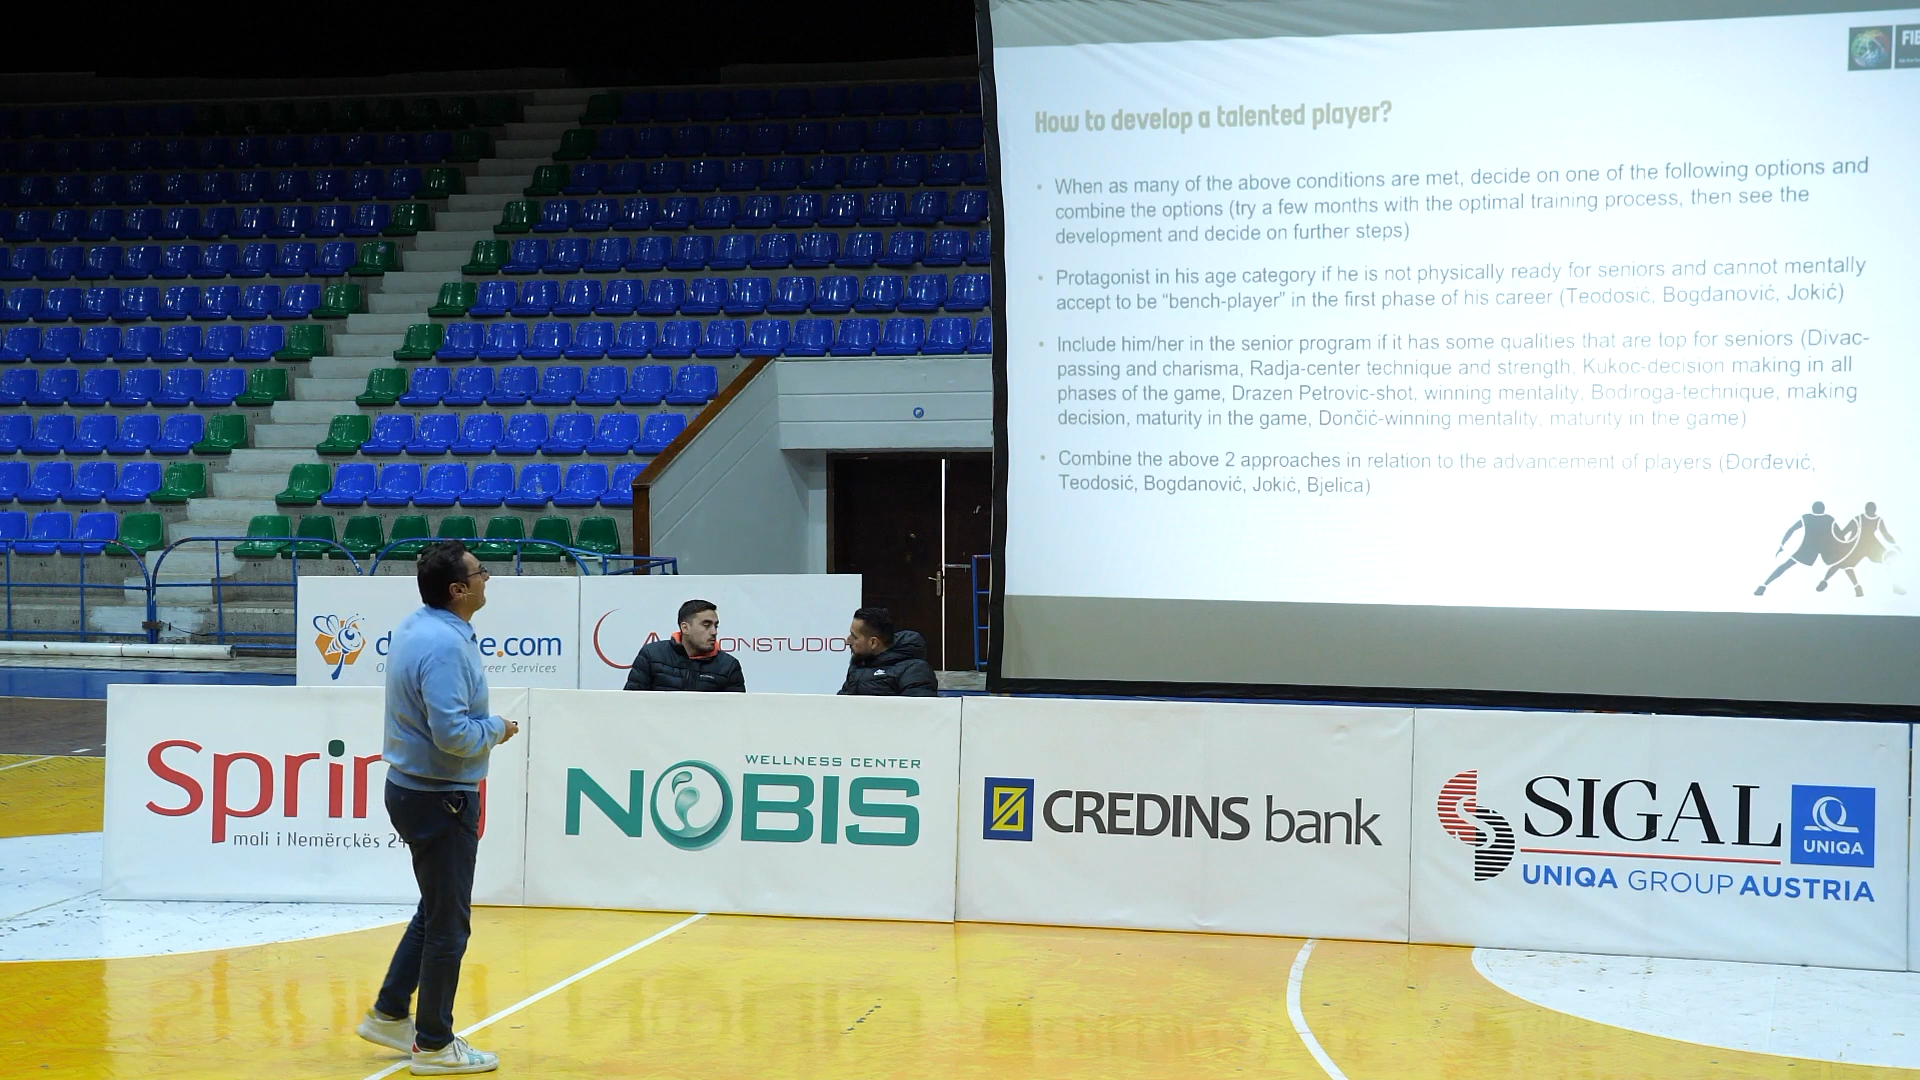 FIB
How to develop a talented player?
• When as many of the above conditions are met, decide on one of the following options and
combine the options (try a few months with the optimal training process, then see the
development and decide on further steps)
• Protagonist in his age category if he is not physically ready for seniors and cannot mentally
accept to be “bench-player” in the first phase of his career (Teodosić, Bogdanović, Jokić)
• Include him/her in the senior program if it has some qualities that are top for seniors (Divac-
passing and charisma, Radja-center technique and strength, Kukoc-decision making in all
phases of the game, Drazen Petrovic-shot, winning mentality, Bodiroga-technique, making
decision, maturity in the game, Dončić-winning mentality, maturity in the game)
• Combine the above 2 approaches in relation to the advancement of players (Đorđević,
Teodosić, Bogdanović, Jokić, Bjelica)
e.com
reer Services
ONSTUDIO
Sprin
mali i Nemërçkës 24
WELLNESS CENTER
NOBIS
CREDINS bank
SIGAL
UNIQA
UNIQA GROUP AUSTRIA